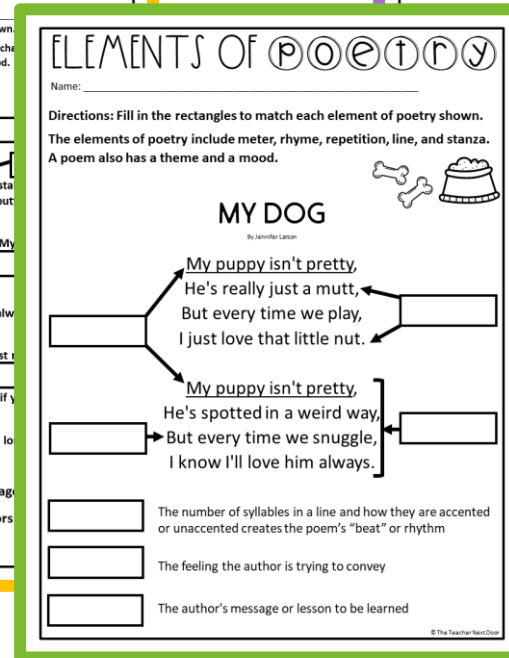 ELEMENTS OF poetry
Name:
Directions: Fill in the rectangles to match each element of poetry shown.
The elements of poetry include meter, rhyme, repetition, line, and stanza.
A poem also has a theme and a mood.
MY DOG
By Jennifer Larson
My puppy isn't pretty,
He's really just a mutt,
But every time we play,
I just love that little nut.
My puppy isn't pretty,
He's spotted in a weird way,
But every time we snuggle,
I know I'll love him always.
The number of syllables in a line and how they are accented
or unaccented creates the poem's “beat” or rhythm
The feeling the author is trying to convey
The author's message or lesson to be learned
© The Teacher Next Door